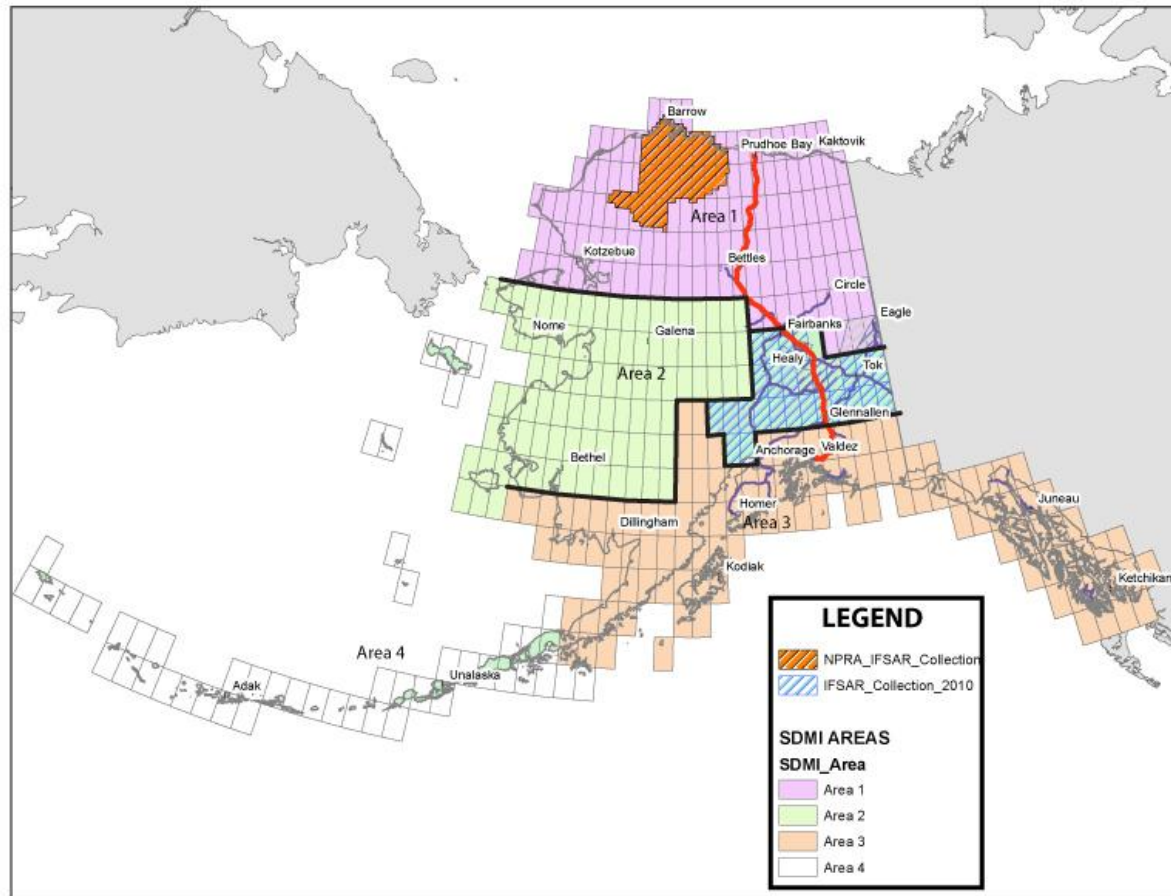 Barrow
Prudhoe Bay
Kaktovik
Area 1
Kotzebue
Bettles
Circle
Eagle
Nome
Galena
Fairbanks
Healy
Tok
Area 2
Glennallen
Bethel
Anchorage
Valdez
Homer
Juneau
Dillingham
Area 3
Kodiak
Ketchikan
Area 4
Unalaska
Adak
LEGEND
NPRA_IFSAR_Collection
IFSAR_Collection_2010
SDMI AREAS
SDMI_Area
Area 1
Area 2
Area 3
Area 4